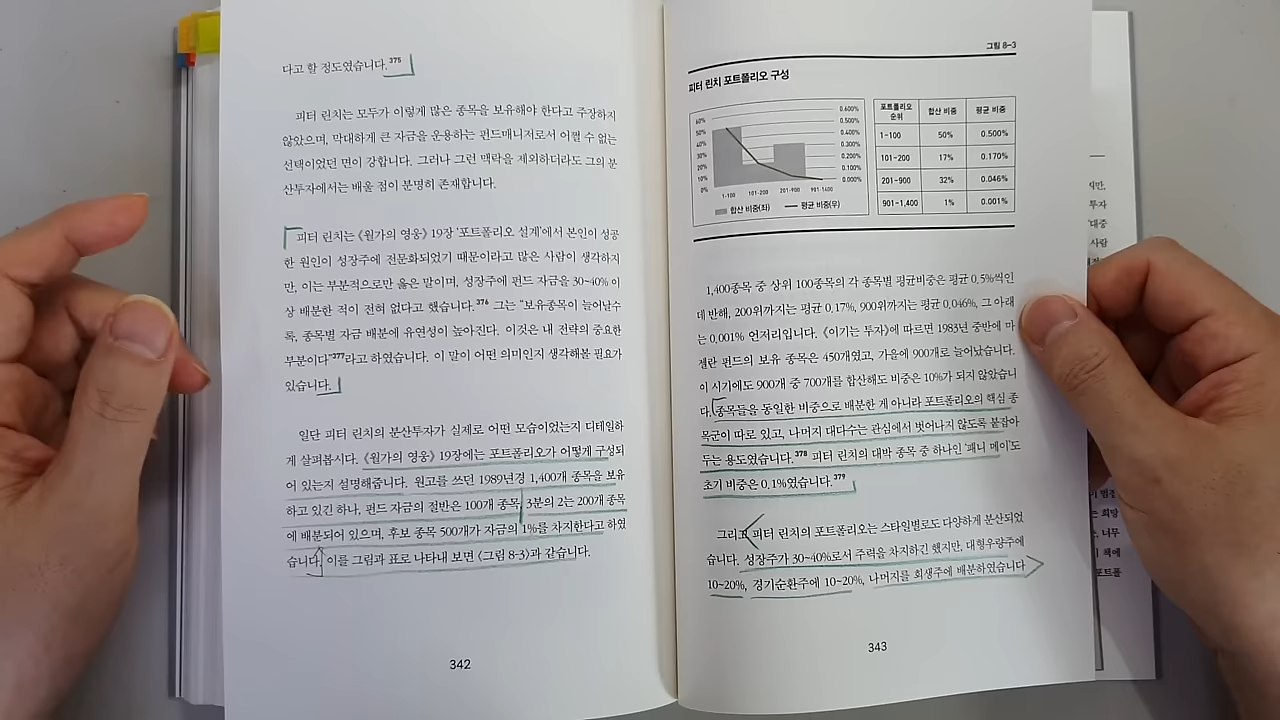 다고 할 정도였습니다.375
피터 린치는 모두가 이렇게 많은 종목을 보유해야 한다고 주장하지
않았으며, 막대하게 큰 자금을 운용하는 펀드매니저로서 어쩔 수 없는
선택이었던 면이 강합니다. 그러나 그런 맥락을 제외하더라도 그의 분
산투자에서는 배울 점이 분명히 존재합니다.
피터 린치는 《월가의 영웅》 19장 '포트폴리오 설계'에서 본인이 성공
한 원인이 성장주에 전문화되었기 때문이라고 많은 사람이 생각하지
만, 이는 부분적으로만 옳은 말이며, 성장주에 펀드 자금을 30~40% 이
상 배분한 적이 전혀 없다고 했습니다.376 그는 "보유종목이 늘어날수
록, 종목별 자금 배분에 유연성이 높아진다. 이것은 내 전략의 중요한
부분이다"377라고 하였습니다. 이 말이 어떤 의미인지 생각해볼 필요가
있습니다.
일단 피터 린치의 분산투자가 실제로 어떤 모습이었는지 디테일하
게 살펴봅시다. 《월가의 영웅》 19장에는 포트폴리오가 어떻게 구성되
어 있는지 설명해줍니다. 원고를 쓰던 1989년경 1,400개 종목을 보유
하고 있긴 하나, 펀드 자금의 절반은 100개 종목, 3분의 2는 200개 종목
에 배분되어 있으며, 후보 종목 500개가 자금의 1%를 차지한다고 하였
습니다. 이를 그림과 표로 나타내 보면 〈그림 8-3〉과 같습니다.
342
그림 8-3
피터 린치 포트폴리오 구성
60% 0.600%
50% 0.500%
40% 0.400%
30% 0.300%
20% 0.200%
10% 0.100%
0% 0.000%
1-100 101-200 201-900 901-1400
합산 비중(좌) 평균 비중(우)
포트폴리오 순위 합산 비중 평균 비중
1-100 50% 0.500%
101-200 17% 0.170%
201-900 32% 0.046%
901-1,400 1% 0.001%
1,400종목 중 상위 100종목의 각 종목별 평균비중은 평균 0.5%씩인
데 반해, 200위까지는 평균 0.17%, 900위까지는 평균 0.046%, 그 아래
는 0.001% 언저리입니다. 《이기는 투자》에 따르면 1983년 중반에 마
젤란 펀드의 보유 종목은 450개였고, 가을에 900개로 늘어났습니다.
이 시기에도 900개 중 700개를 합산해도 비중은 10%가 되지 않았습니
다. 종목들을 동일한 비중으로 배분한 게 아니라 포트폴리오의 핵심 종
목군이 따로 있고, 나머지 대다수는 관심에서 벗어나지 않도록 붙잡아
두는 용도였습니다.378 피터 린치의 대박 종목 중 하나인 '패니 메이'도
초기 비중은 0.1%였습니다.379
그리고 피터 린치의 포트폴리오는 스타일별로도 다양하게 분산되었
습니다. 성장주가 30~40%로서 주력을 차지하긴 했지만, 대형우량주에
10~20%, 경기순환주에 10~20%, 나머지를 회생주에 배분하였습니다
343
지만,
투자
'대중
사람